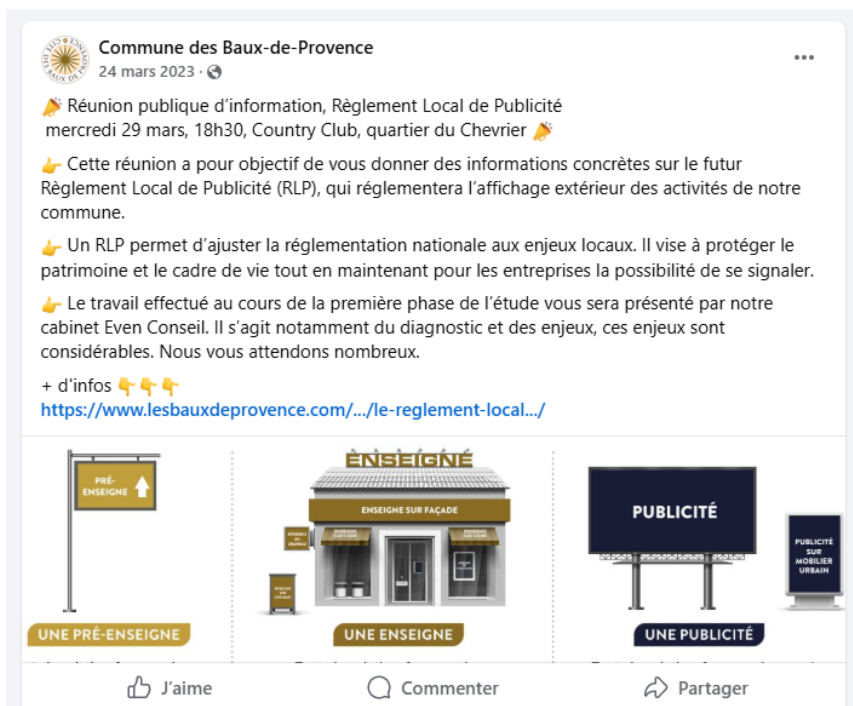 Commune des Baux-de-Provence
24 mars 2023 ·
🎉 Réunion publique d'information, Règlement Local de Publicité
mercredi 29 mars, 18h30, Country Club, quartier du Chevrier 🎉
👉 Cette réunion a pour objectif de vous donner des informations concrètes sur le futur
Règlement Local de Publicité (RLP), qui réglementera l'affichage extérieur des activités de notre
commune.
👉 Un RLP permet d'ajuster la réglementation nationale aux enjeux locaux. Il vise à protéger le
patrimoine et le cadre de vie tout en maintenant pour les entreprises la possibilité de se signaler.
👉 Le travail effectué au cours de la première phase de l'étude vous sera présenté par notre
cabinet Even Conseil. Il s'agit notamment du diagnostic et des enjeux, ces enjeux sont
considérables. Nous vous attendons nombreux.
+ d'infos 👇👇👇
https://www.lesbauxdeprovence.com/.../le-reglement-local.../
PRÉ-
ENSEIGNE
UNE PRÉ-ENSEIGNE
ENSEIGNE
ENSEIGNE SUR FAÇADE
UNE ENSEIGNE
PUBLICITÉ
PUBLICITÉ
SUR
MOBILIER
URBAIN
UNE PUBLICITÉ
J'aime
Commenter
Partager